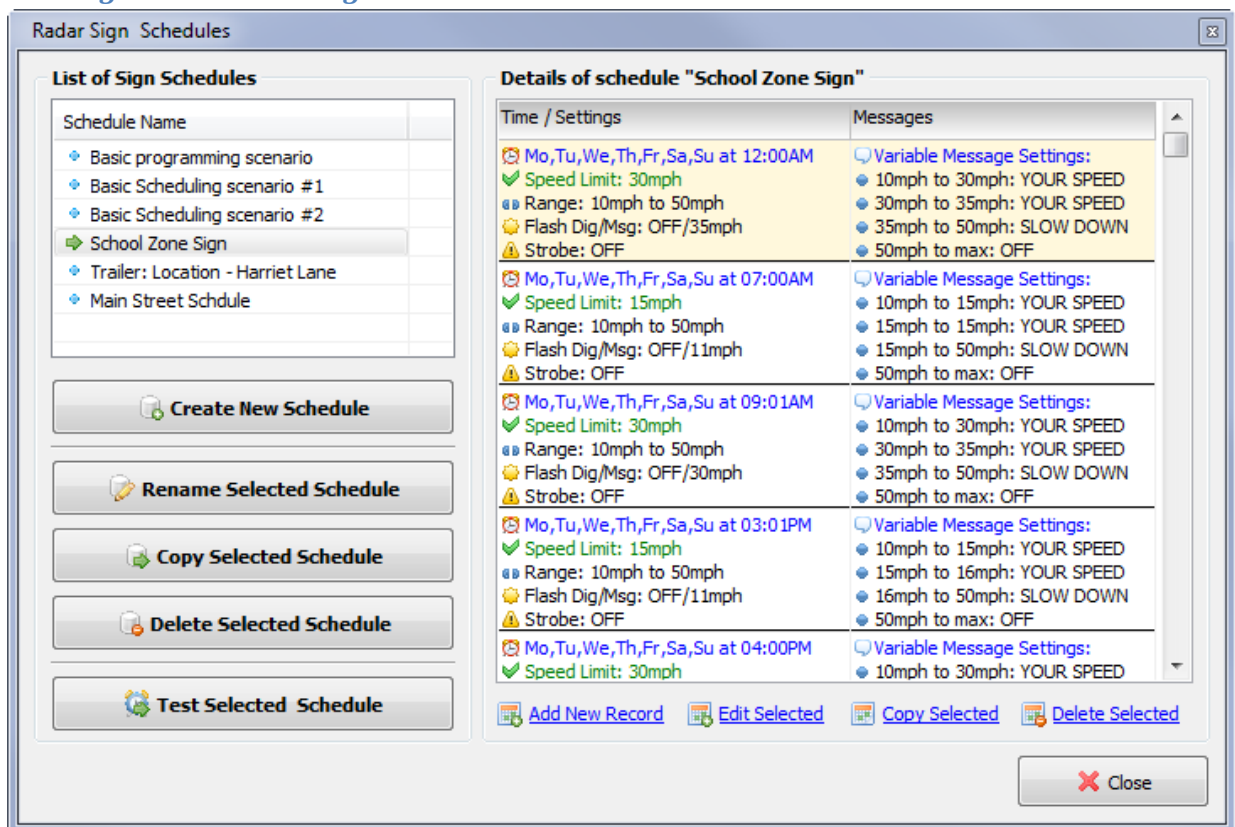 Radar Sign  Schedules
List of Sign Schedules
Schedule Name
Basic programming scenario
Basic Scheduling scenario #1
Basic Scheduling scenario #2
School Zone Sign
Trailer: Location - Harriet Lane
Main Street Schdule
Create New Schedule
Rename Selected Schedule
Copy Selected Schedule
Delete Selected Schedule
Test Selected  Schedule
Details of schedule "School Zone Sign"
Time / Settings Messages
Mo,Tu,We,Th,Fr,Sa,Su at 12:00AM Variable Message Settings:
Speed Limit: 30mph 10mph to 30mph: YOUR SPEED
Range: 10mph to 50mph 30mph to 35mph: YOUR SPEED
Flash Dig/Msg: OFF/35mph 35mph to 50mph: SLOW DOWN
Strobe: OFF 50mph to max: OFF
Mo,Tu,We,Th,Fr,Sa,Su at 07:00AM Variable Message Settings:
Speed Limit: 15mph 10mph to 15mph: YOUR SPEED
Range: 10mph to 50mph 15mph to 15mph: YOUR SPEED
Flash Dig/Msg: OFF/11mph 15mph to 50mph: SLOW DOWN
Strobe: OFF 50mph to max: OFF
Mo,Tu,We,Th,Fr,Sa,Su at 09:01AM Variable Message Settings:
Speed Limit: 30mph 10mph to 30mph: YOUR SPEED
Range: 10mph to 50mph 30mph to 35mph: YOUR SPEED
Flash Dig/Msg: OFF/30mph 35mph to 50mph: SLOW DOWN
Strobe: OFF 50mph to max: OFF
Mo,Tu,We,Th,Fr,Sa,Su at 03:01PM Variable Message Settings:
Speed Limit: 15mph 10mph to 15mph: YOUR SPEED
Range: 10mph to 50mph 15mph to 16mph: YOUR SPEED
Flash Dig/Msg: OFF/11mph 16mph to 50mph: SLOW DOWN
Strobe: OFF 50mph to max: OFF
Mo,Tu,We,Th,Fr,Sa,Su at 04:00PM Variable Message Settings:
Speed Limit: 30mph 10mph to 30mph: YOUR SPEED
Add New Record Edit Selected Copy Selected Delete Selected
Close